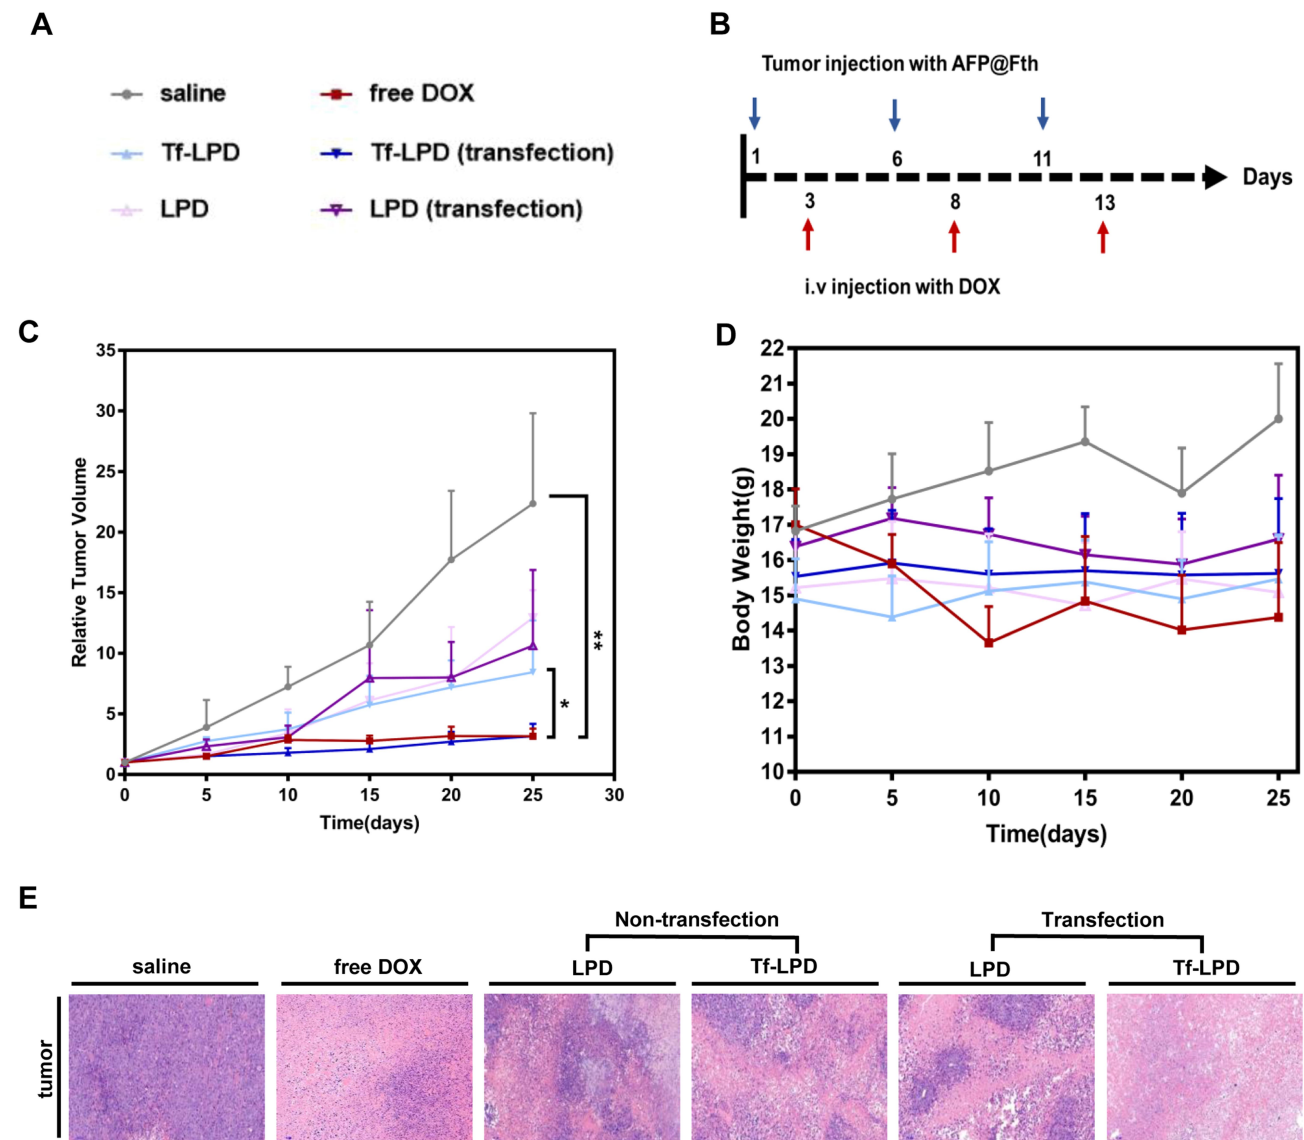 A
saline
free DOX
Tf-LPD
Tf-LPD (transfection)
LPD
LPD (transfection)
B
Tumor injection with AFP@Fth
1
6
11
Days
3
8
13
i.v injection with DOX
C
35
30
25
20
15
10
5
0
Relative Tumor Volume
**
*
0 5 10 15 20 25 30
Time(days)
D
22
21
20
19
18
17
16
15
14
13
12
11
10
Body Weight(g)
0 5 10 15 20 25
Time(days)
E
Non-transfection
Transfection
saline
free DOX
LPD
Tf-LPD
LPD
Tf-LPD
tumor